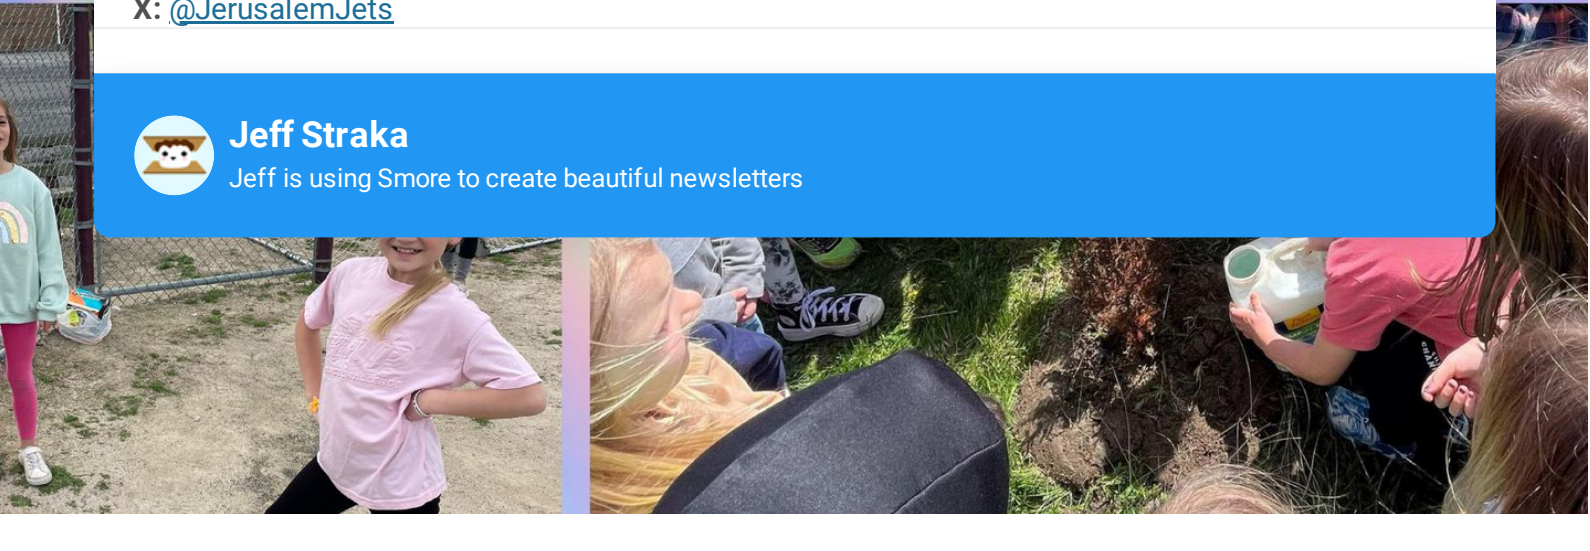 X: @JerusalemJets
Jeff Straka
Jeff is using Smore to create beautiful newsletters